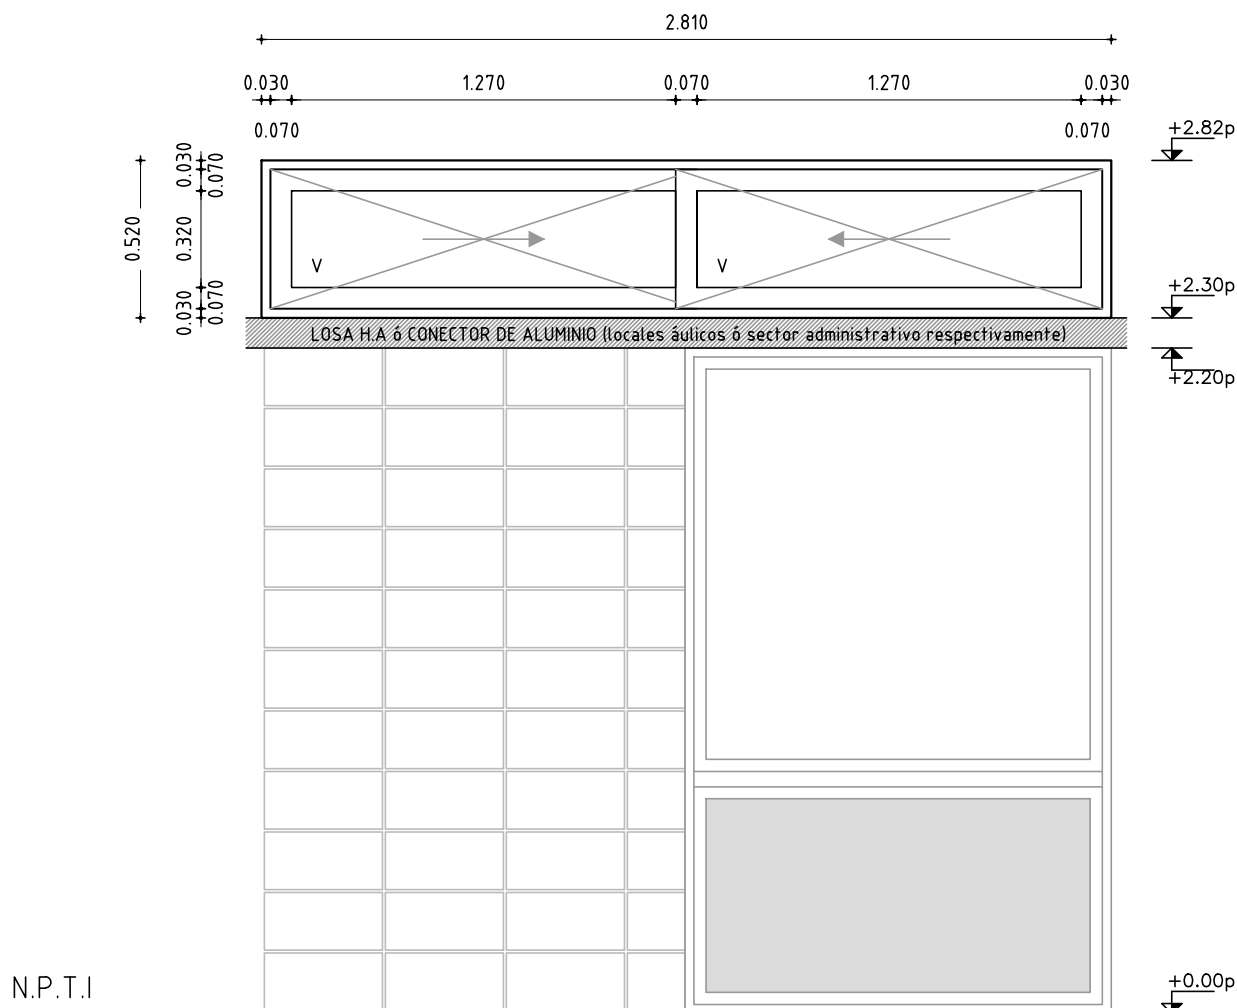 2.810
0.030 1.270 0.070 1.270 0.030
0.070 0.070
+2.82p
0.030
0.070
0.520
0.320
0.070
0.030
V V
+2.30p
LOSA H.A ó CONECTOR DE ALUMINIO (locales áulicos ó sector administrativo respectivamente)
+2.20p
N.P.T.I
+0.00p